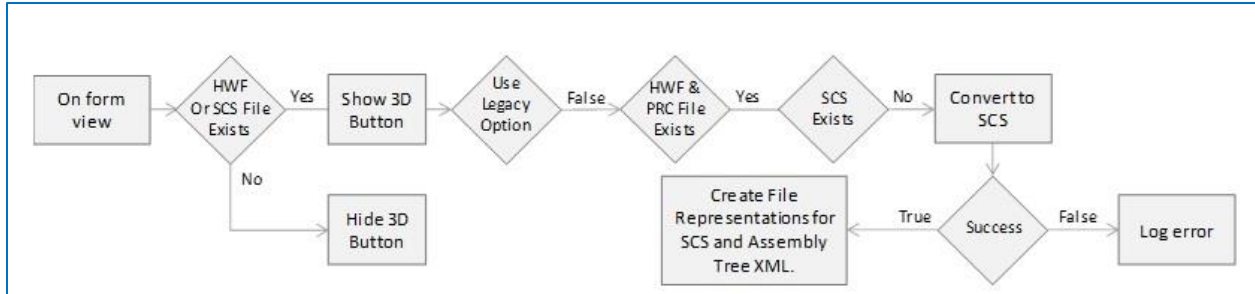 On form
view
HWF
Or SCS File
Exists
Yes
Show 3D
Button
Use
Legacy
Option
False
HWF &
PRC File
Exists
Yes
SCS
Exists
No
Convert to
SCS
No
Hide 3D
Button
Create File
Representations for
SCS and Assembly
Tree XML.
True
Success
False
Log error